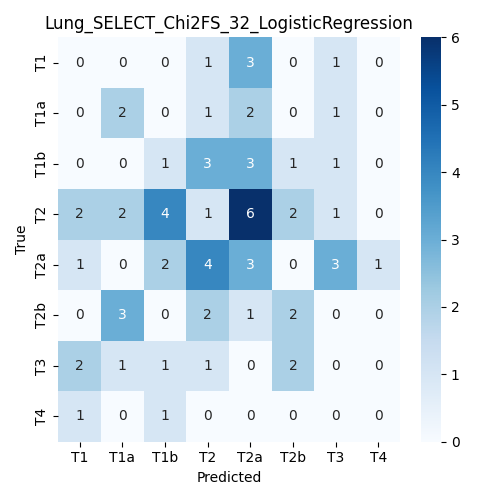 Lung_SELECT_Chi2FS_32_LogisticRegression
T1 0 0 0 1 3 0 1 0
T1a 0 2 0 1 2 0 1 0
T1b 0 0 1 3 3 1 1 0
T2 2 2 4 1 6 2 1 0
T2a 1 0 2 4 3 0 3 1
T2b 0 3 0 2 1 2 0 0
T3 2 1 1 1 0 2 0 0
T4 1 0 1 0 0 0 0 0
T1 T1a T1b T2 T2a T2b T3 T4
Predicted
True
6
5
4
3
2
1
0